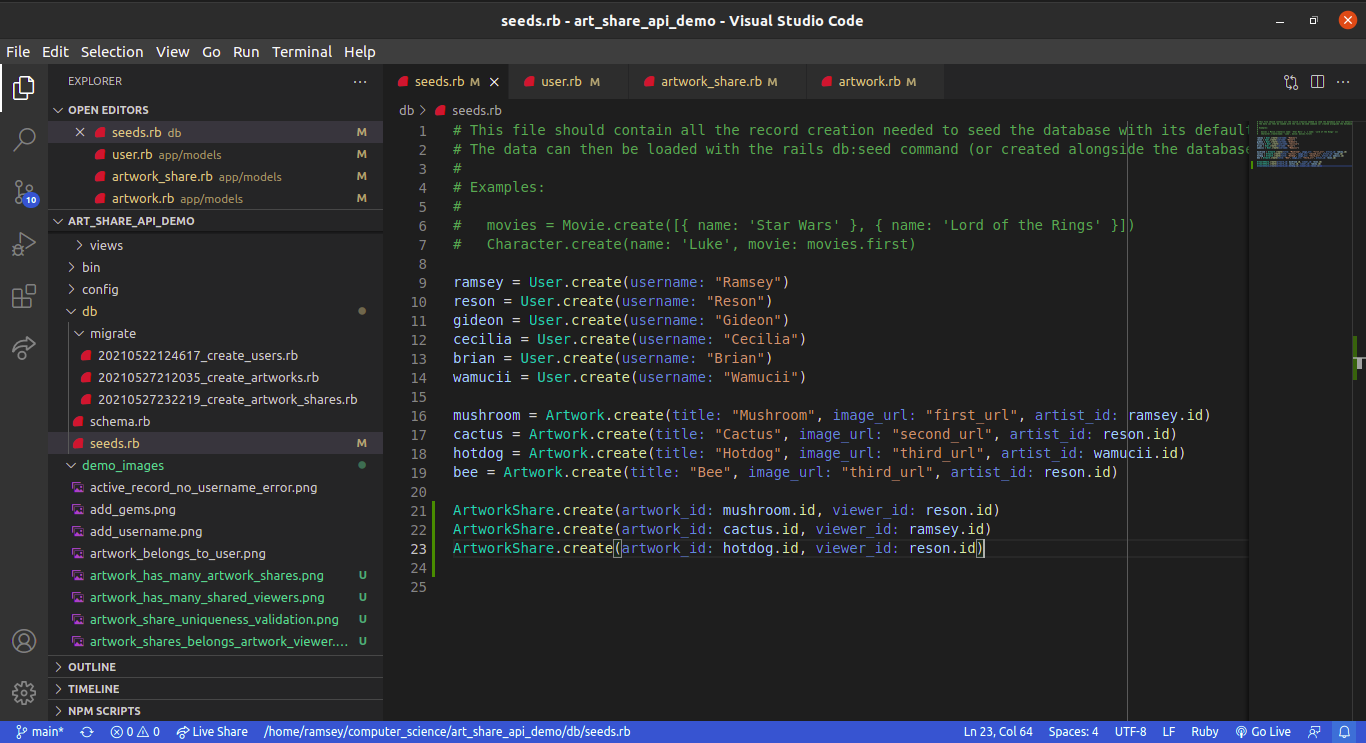 seeds.rb - art_share_api_demo - Visual Studio Code
File Edit Selection View Go Run Terminal Help
EXPLORER
OPEN EDITORS
seeds.rb db M
user.rb app/models M
artwork_share.rb app/models M
artwork.rb app/models M
ART_SHARE_API_DEMO
views
bin
config
db
migrate
20210522124617_create_users.rb
20210527212035_create_artworks.rb
20210527232219_create_artwork_shares.rb
schema.rb
seeds.rb M
demo_images
active_record_no_username_error.png
add_gems.png
add_username.png
artwork_belongs_to_user.png
artwork_has_many_artwork_shares.png U
artwork_has_many_shared_viewers.png U
artwork_share_uniqueness_validation.png U
artwork_shares_belongs_artwork_viewer.... U
OUTLINE
TIMELINE
NPM SCRIPTS
10
seeds.rb M user.rb M artwork_share.rb M artwork.rb M
db > seeds.rb
1 # This file should contain all the record creation needed to seed the database with its default
2 # The data can then be loaded with the rails db:seed command (or created alongside the database
3 #
4 # Examples:
5 #
6 #   movies = Movie.create([{ name: 'Star Wars' }, { name: 'Lord of the Rings' }])
7 #   Character.create(name: 'Luke', movie: movies.first)
8
9 ramsey = User.create(username: "Ramsey")
10 reson = User.create(username: "Reson")
11 gideon = User.create(username: "Gideon")
12 cecilia = User.create(username: "Cecilia")
13 brian = User.create(username: "Brian")
14 wamucii = User.create(username: "Wamucii")
15
16 mushroom = Artwork.create(title: "Mushroom", image_url: "first_url", artist_id: ramsey.id)
17 cactus = Artwork.create(title: "Cactus", image_url: "second_url", artist_id: reson.id)
18 hotdog = Artwork.create(title: "Hotdog", image_url: "third_url", artist_id: wamucii.id)
19 bee = Artwork.create(title: "Bee", image_url: "third_url", artist_id: reson.id)
20
21 ArtworkShare.create(artwork_id: mushroom.id, viewer_id: reson.id)
22 ArtworkShare.create(artwork_id: cactus.id, viewer_id: ramsey.id)
23 ArtworkShare.create(artwork_id: hotdog.id, viewer_id: reson.id)
24
25
main* 0 0 Live Share /home/ramsey/computer_science/art_share_api_demo/db/seeds.rb Ln 23, Col 64 Spaces: 4 UTF-8 LF Ruby Go Live